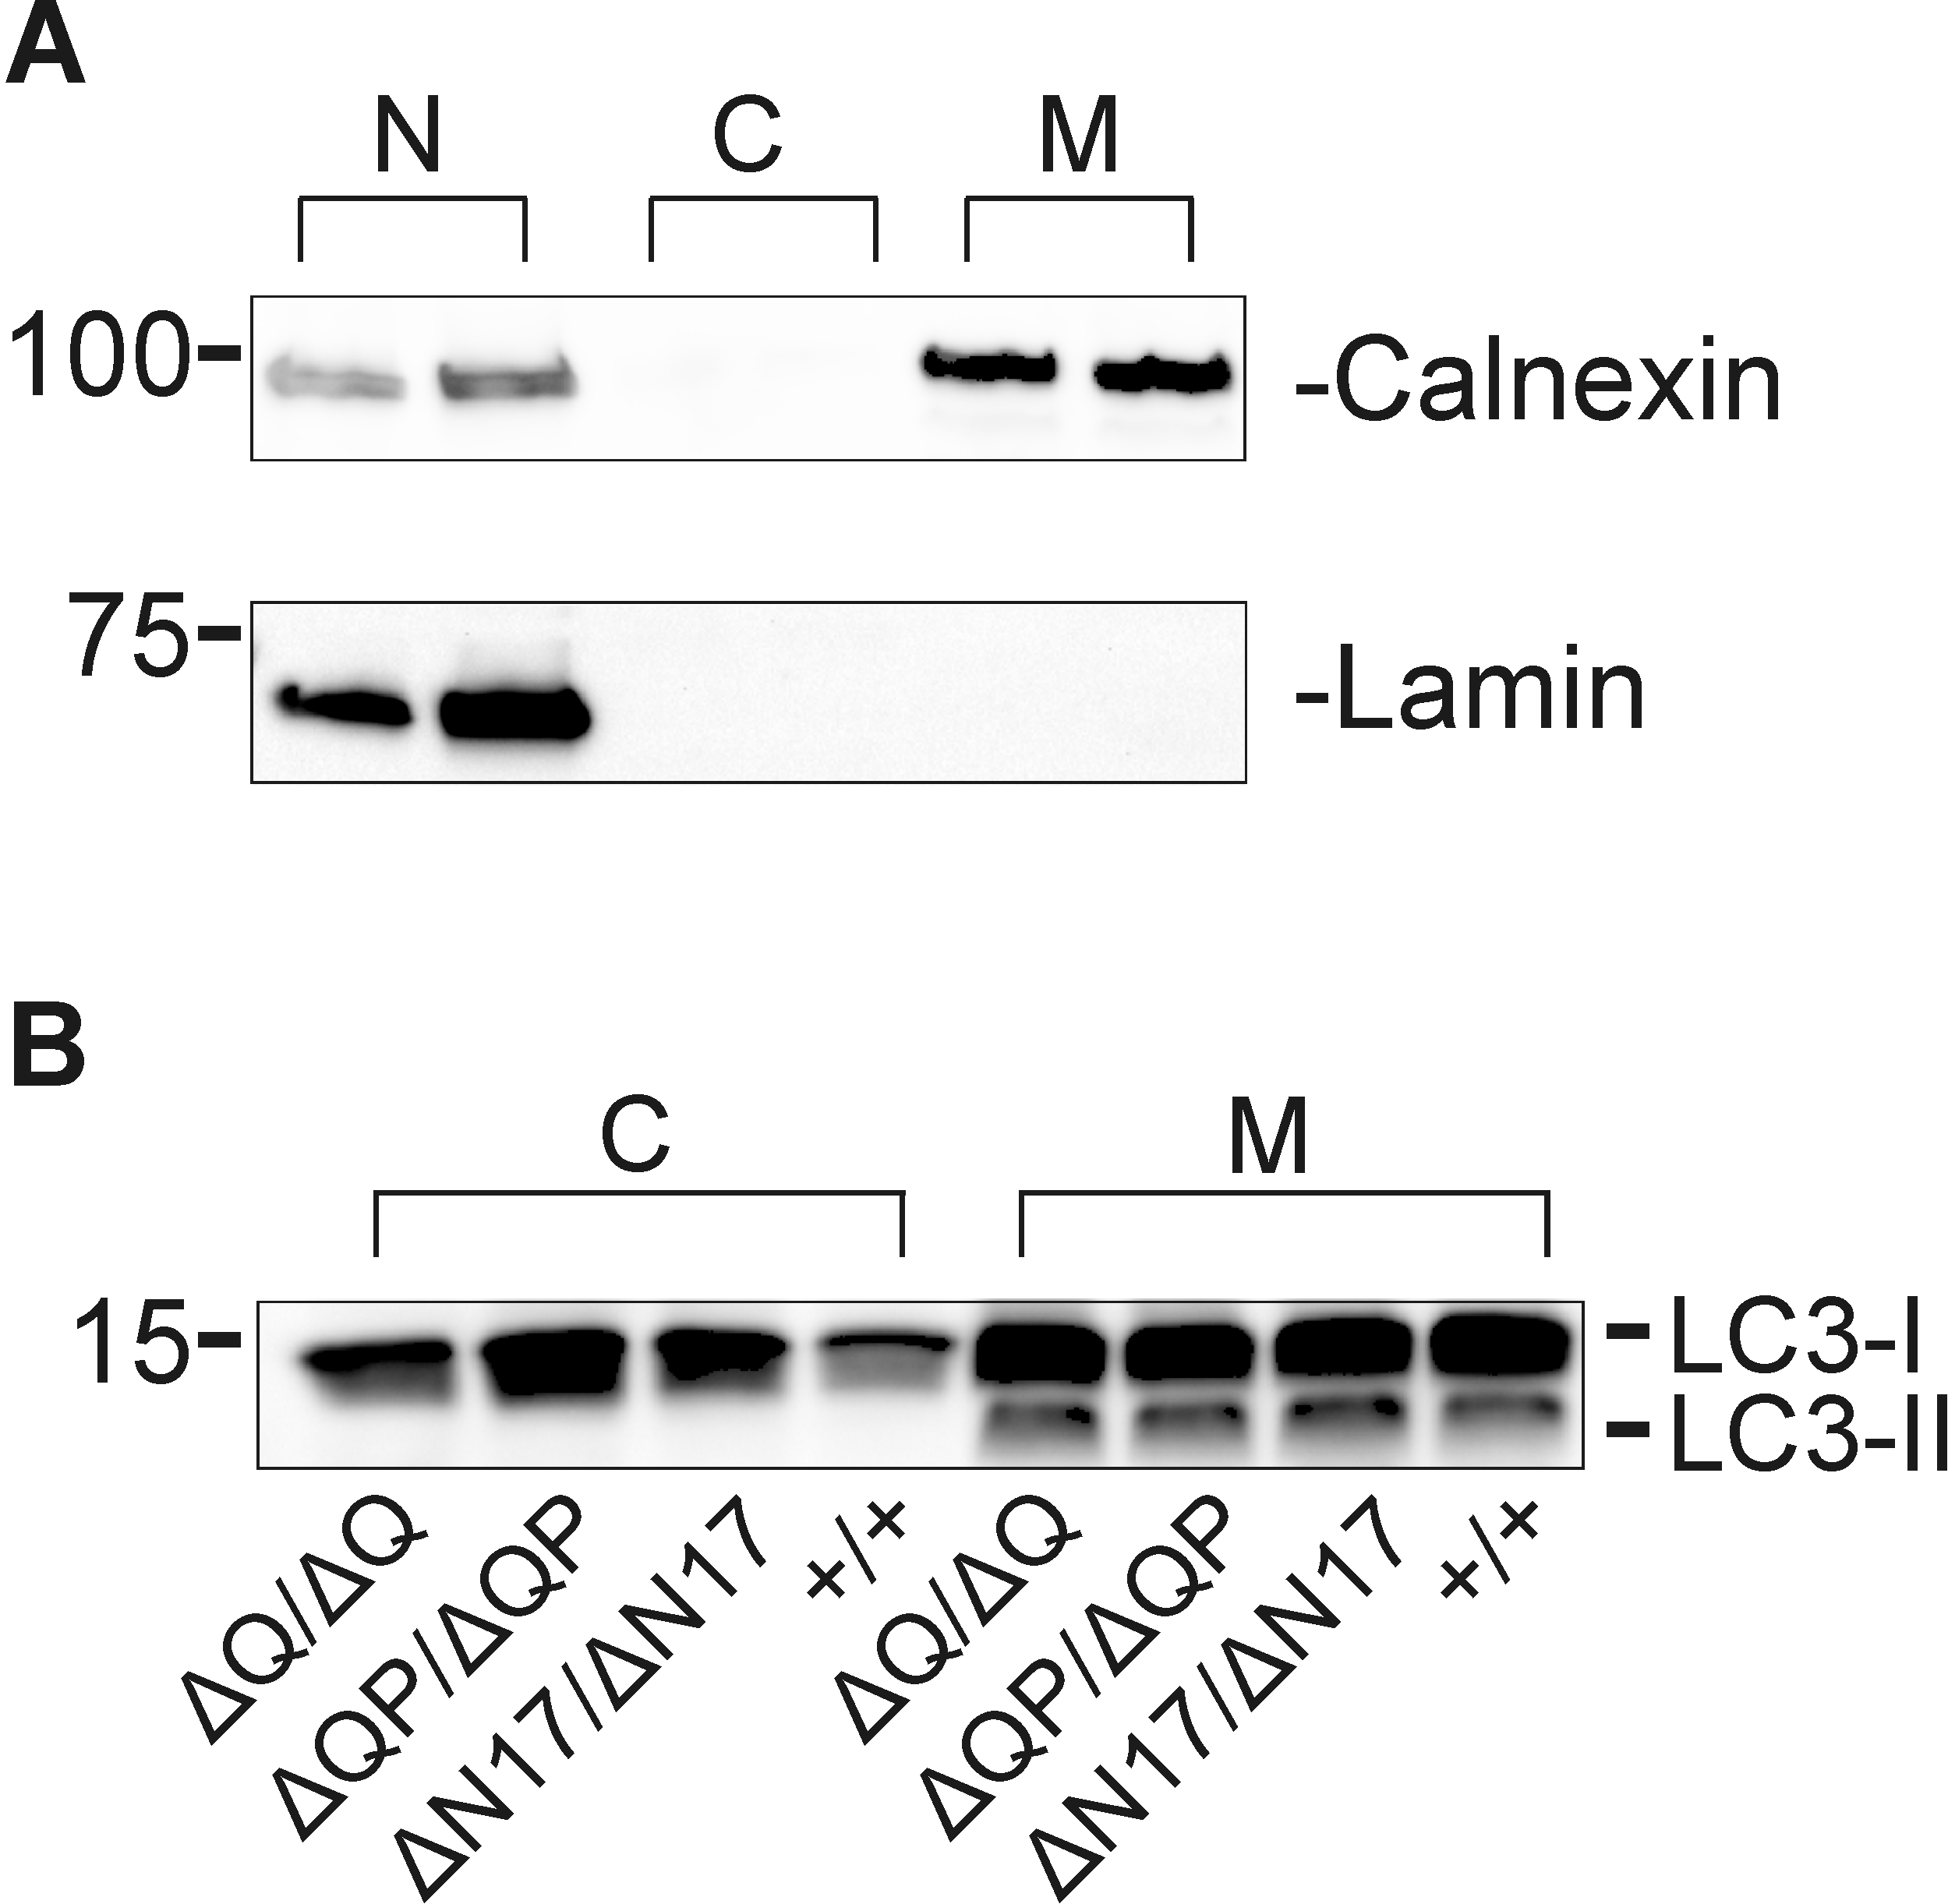 A
N C M
100 -Calnexin
75 -Lamin
B
C M
15 LC3-I
LC3-II
ΔQ/ΔQ
ΔQP/ΔQP
ΔN17/ΔN17
+/+
ΔQ/ΔQ
ΔQP/ΔQP
ΔN17/ΔN17
+/+